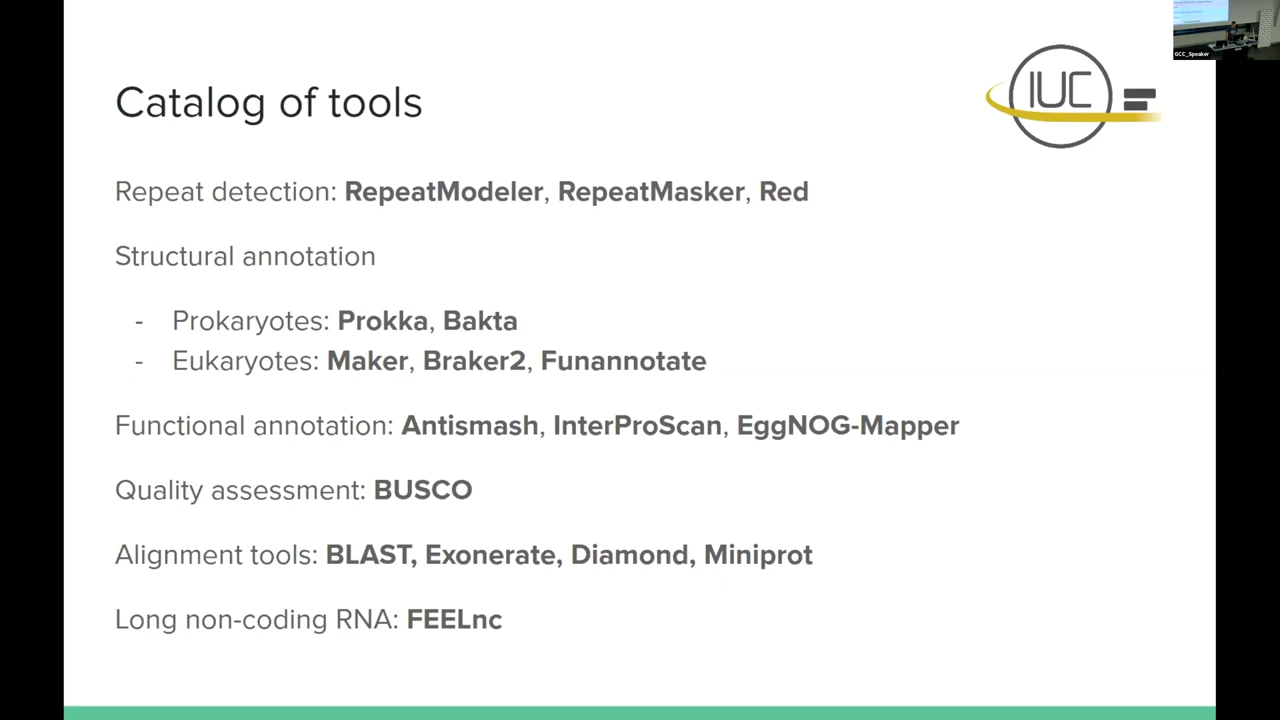 GCC_Speaker
IUC
Catalog of tools
Repeat detection: RepeatModeler, RepeatMasker, Red
Structural annotation
- Prokaryotes: Prokka, Bakta
- Eukaryotes: Maker, Braker2, Funannotate
Functional annotation: Antismash, InterProScan, EggNOG-Mapper
Quality assessment: BUSCO
Alignment tools: BLAST, Exonerate, Diamond, Miniprot
Long non-coding RNA: FEELnc